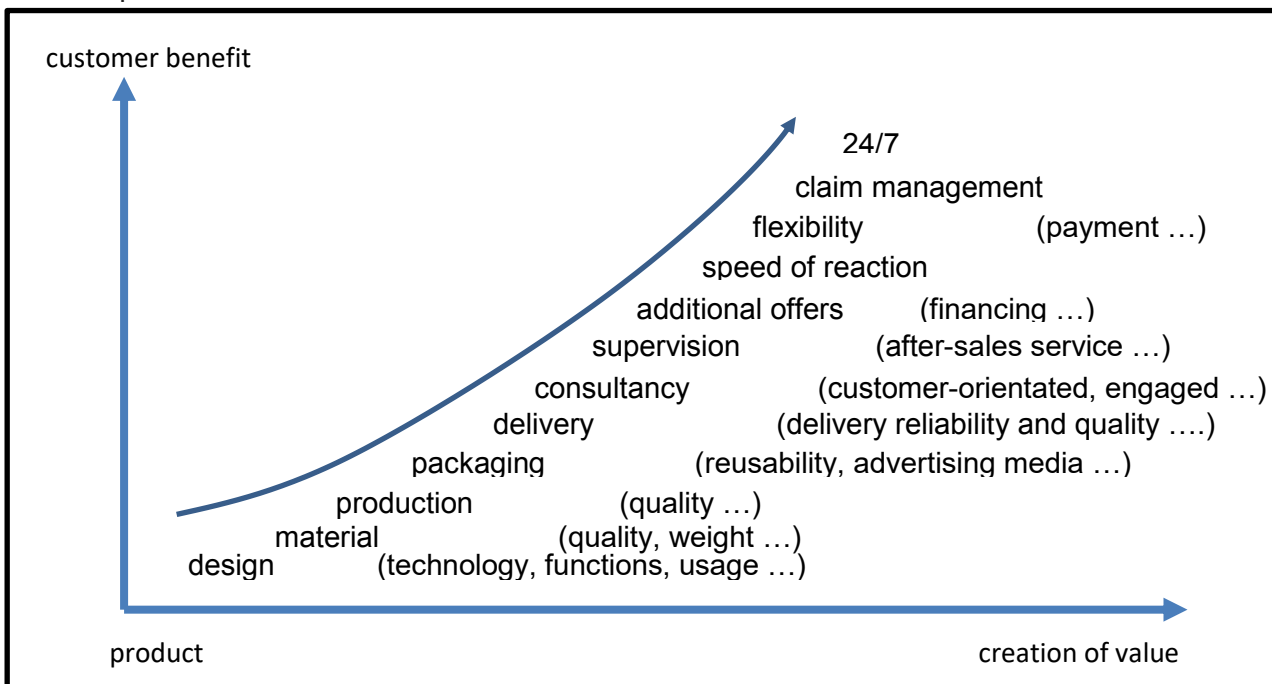 customer benefit
24/7
claim management
flexibility (payment …)
speed of reaction
additional offers (financing …)
supervision (after-sales service …)
consultancy (customer-orientated, engaged …)
delivery (delivery reliability and quality ….)
packaging (reusability, advertising media …)
production (quality …)
material (quality, weight …)
design (technology, functions, usage …)
product creation of value